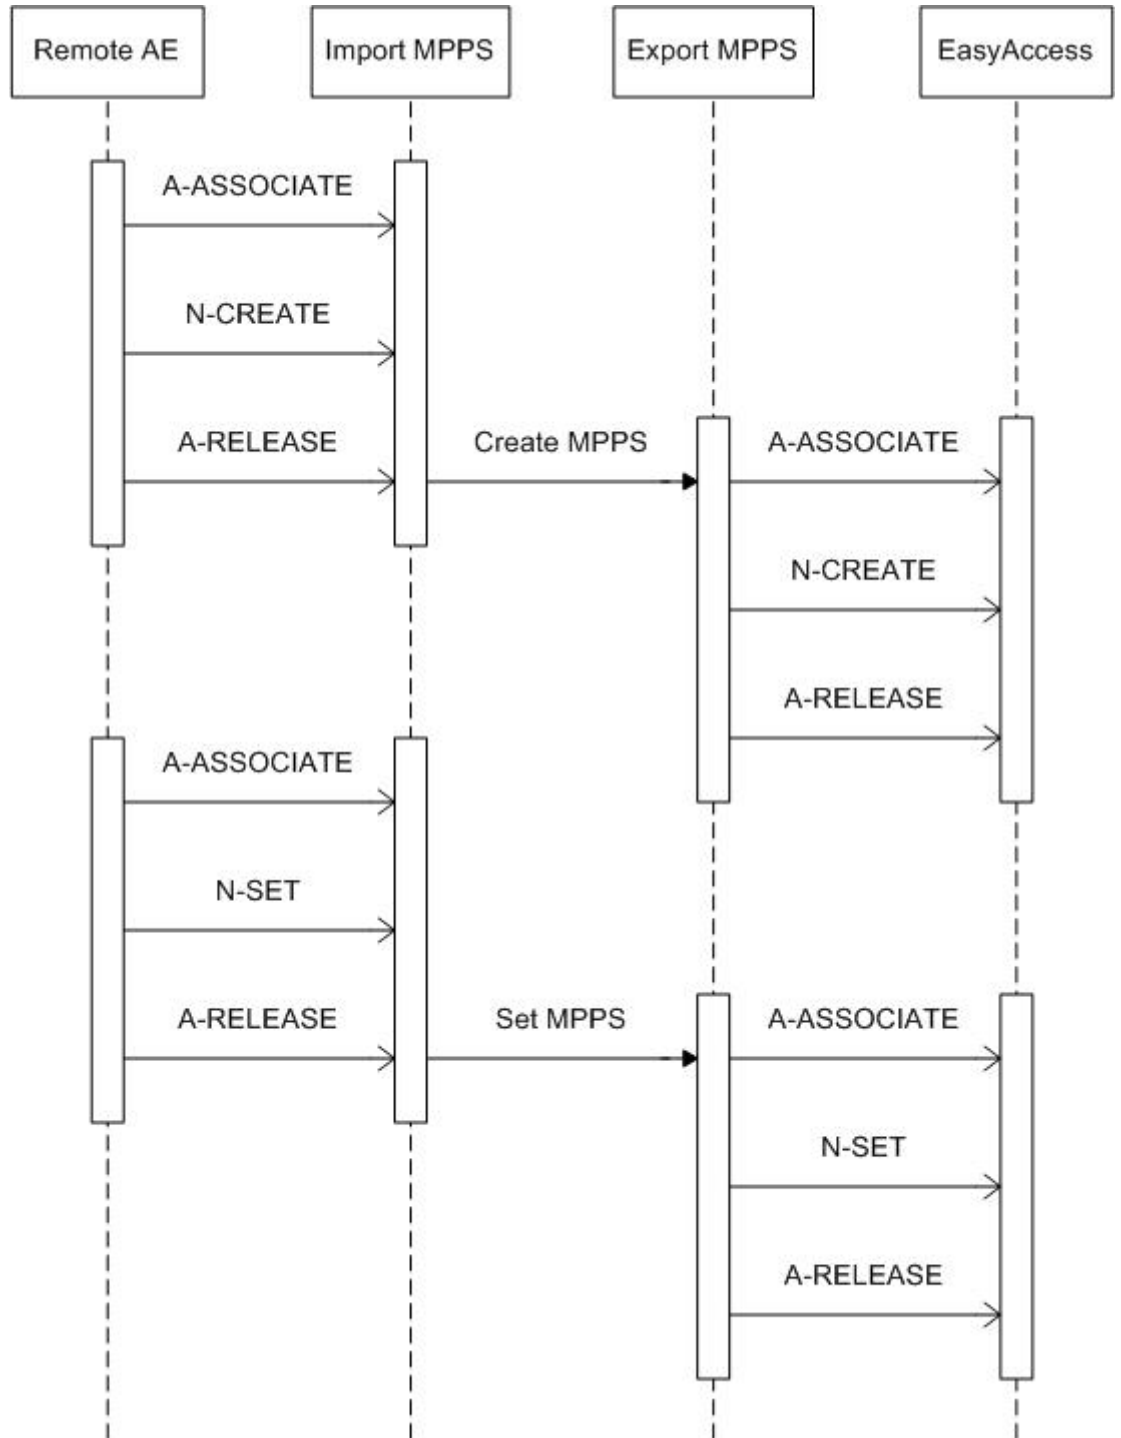 Remote AE
Import MPPS
Export MPPS
EasyAccess
A-ASSOCIATE
N-CREATE
A-RELEASE
Create MPPS
A-ASSOCIATE
N-CREATE
A-RELEASE
A-ASSOCIATE
N-SET
A-RELEASE
Set MPPS
A-ASSOCIATE
N-SET
A-RELEASE